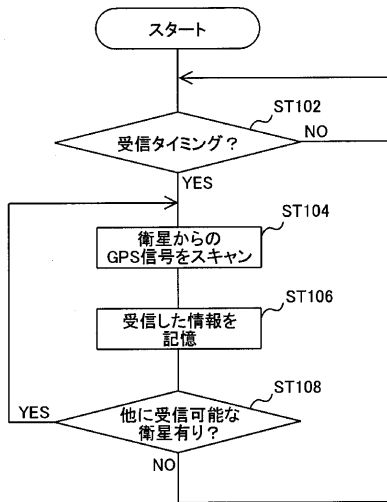 スタート
ST102
受信タイミング?
NO
YES
ST104
衛星からの
GPS信号をスキャン
ST106
受信した情報を
記憶
ST108
YES
他に受信可能な
衛星有り?
NO